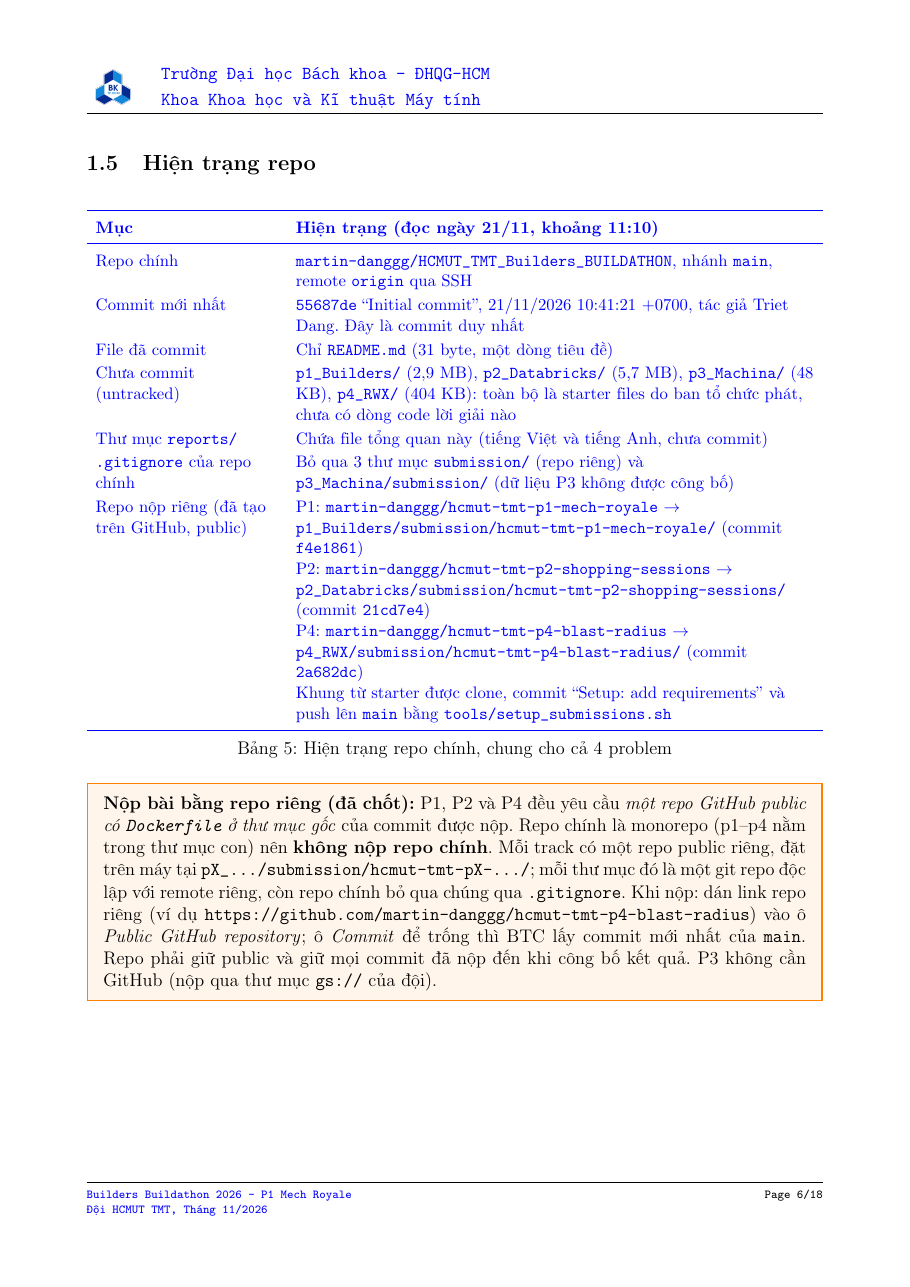 BK
Trường Đại học Bách khoa - ĐHQG-HCM
Khoa Khoa học và Kĩ thuật Máy tính
1.5 Hiện trạng repo
Mục Hiện trạng (đọc ngày 21/11, khoảng 11:10)
Repo chính martin-danggg/HCMUT_TMT_Builders_BUILDATHON, nhánh main,
remote origin qua SSH
Commit mới nhất 55687de “Initial commit”, 21/11/2026 10:41:21 +0700, tác giả Triet
Dang. Đây là commit duy nhất
File đã commit Chỉ README.md (31 byte, một dòng tiêu đề)
Chưa commit p1_Builders/ (2,9 MB), p2_Databricks/ (5,7 MB), p3_Machina/ (48
(untracked) KB), p4_RWX/ (404 KB): toàn bộ là starter files do ban tổ chức phát,
chưa có dòng code lời giải nào
Thư mục reports/ Chứa file tổng quan này (tiếng Việt và tiếng Anh, chưa commit)
.gitignore của repo Bỏ qua 3 thư mục submission/ (repo riêng) và
chính p3_Machina/submission/ (dữ liệu P3 không được công bố)
Repo nộp riêng (đã tạo P1: martin-danggg/hcmut-tmt-p1-mech-royale →
trên GitHub, public) p1_Builders/submission/hcmut-tmt-p1-mech-royale/ (commit
f4e1861)
P2: martin-danggg/hcmut-tmt-p2-shopping-sessions →
p2_Databricks/submission/hcmut-tmt-p2-shopping-sessions/
(commit 21cd7e4)
P4: martin-danggg/hcmut-tmt-p4-blast-radius →
p4_RWX/submission/hcmut-tmt-p4-blast-radius/ (commit
2a682dc)
Khung từ starter được clone, commit “Setup: add requirements” và
push lên main bằng tools/setup_submissions.sh
Bảng 5: Hiện trạng repo chính, chung cho cả 4 problem
Nộp bài bằng repo riêng (đã chốt): P1, P2 và P4 đều yêu cầu một repo GitHub public
có Dockerfile ở thư mục gốc của commit được nộp. Repo chính là monorepo (p1–p4 nằm
trong thư mục con) nên không nộp repo chính. Mỗi track có một repo public riêng, đặt
trên máy tại pX_.../submission/hcmut-tmt-pX-.../; mỗi thư mục đó là một git repo độc
lập với remote riêng, còn repo chính bỏ qua chúng qua .gitignore. Khi nộp: dán link repo
riêng (ví dụ https://github.com/martin-danggg/hcmut-tmt-p4-blast-radius) vào ô
Public GitHub repository; ô Commit để trống thì BTC lấy commit mới nhất của main.
Repo phải giữ public và giữ mọi commit đã nộp đến khi công bố kết quả. P3 không cần
GitHub (nộp qua thư mục gs:// của đội).
Builders Buildathon 2026 - P1 Mech Royale Page 6/18
Đội HCMUT TMT, Tháng 11/2026